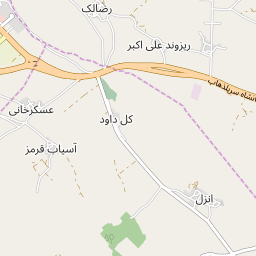 رضالک
ریزوند علی اکبر
عسکرخانی
کل داود
آسیاب قرمز
انزل